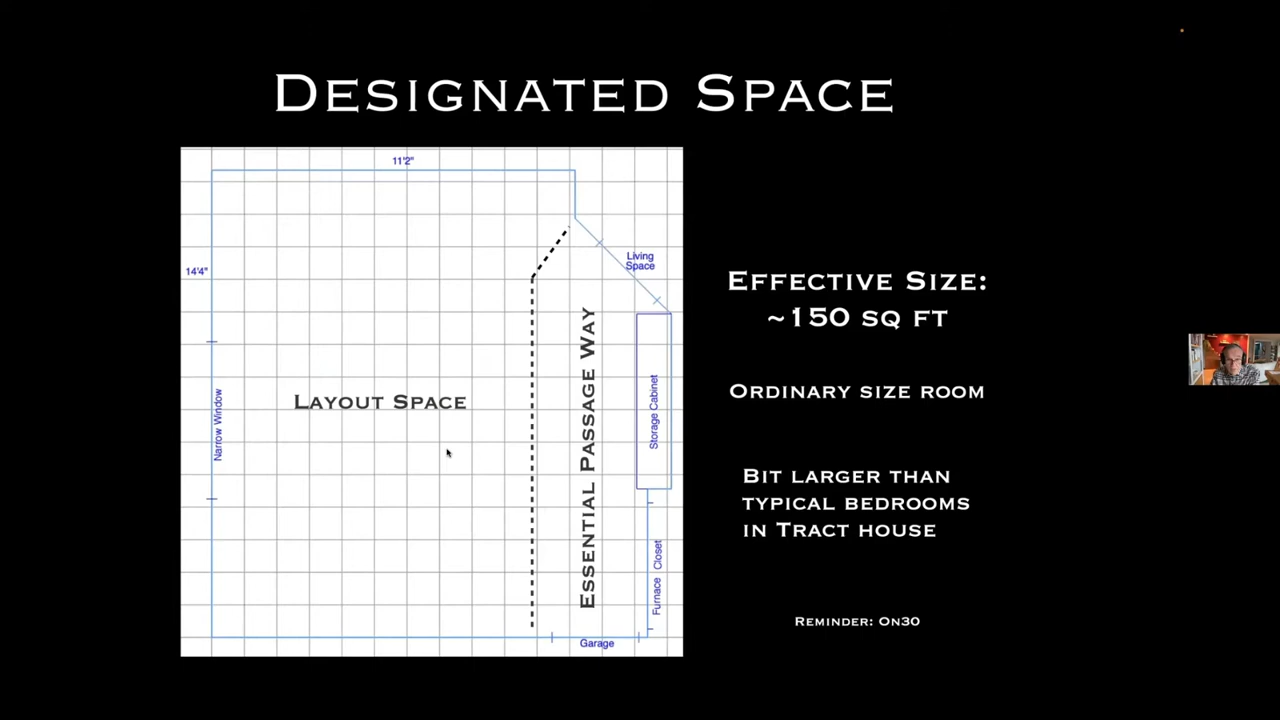 Designated Space
11'2"
14'4"
Living
Space
Narrow Window
Layout Space
Essential Passage Way
Storage Cabinet
Furnace Closet
Garage
Effective Size:
~150 sq ft
Ordinary size room
Bit larger than
typical bedrooms
in Tract house
Reminder: On30